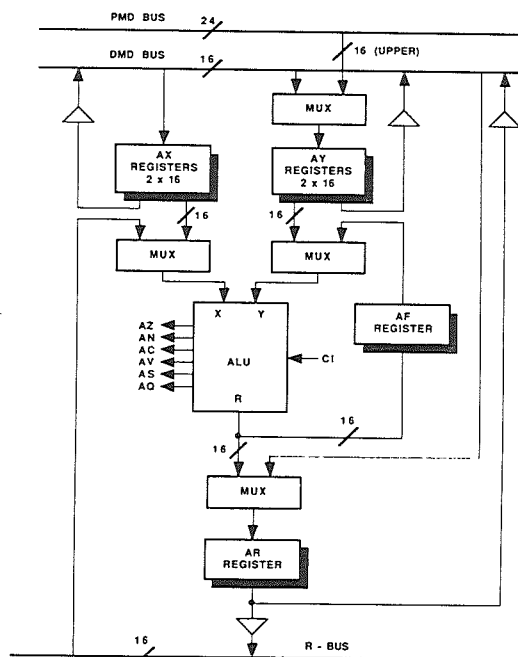 PMD BUS 24
16 (UPPER)
DMD BUS 16
MUX
AX REGISTERS 2 x 16
AY REGISTERS 2 x 16
16
16
MUX
MUX
X Y
ALU
R
AZ
AN
AC
AV
AS
AQ
CI
AF REGISTER
16
16
MUX
AR REGISTER
16
R - BUS